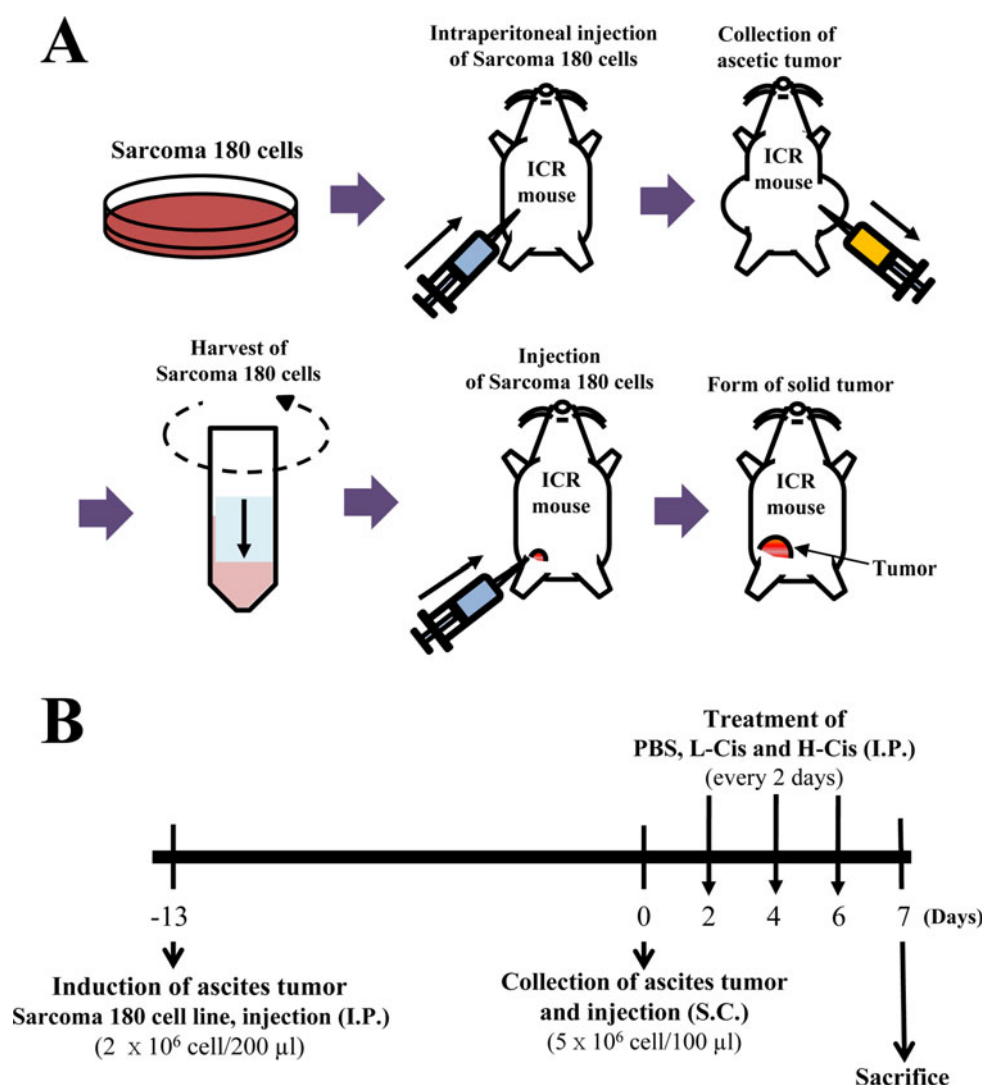 A
Sarcoma 180 cells
Intraperitoneal injection
of Sarcoma 180 cells
ICR
mouse
Collection of
ascetic tumor
ICR
mouse
Harvest of
Sarcoma 180 cells
Injection
of Sarcoma 180 cells
ICR
mouse
Form of solid tumor
ICR
mouse
Tumor
B
Treatment of
PBS, L-Cis and H-Cis (I.P.)
(every 2 days)
-13 0 2 4 6 7 (Days)
Induction of ascites tumor
Sarcoma 180 cell line, injection (I.P.)
(2 x 10⁶ cell/200 µl)
Collection of ascites tumor
and injection (S.C.)
(5 x 10⁶ cell/100 µl)
Sacrifice